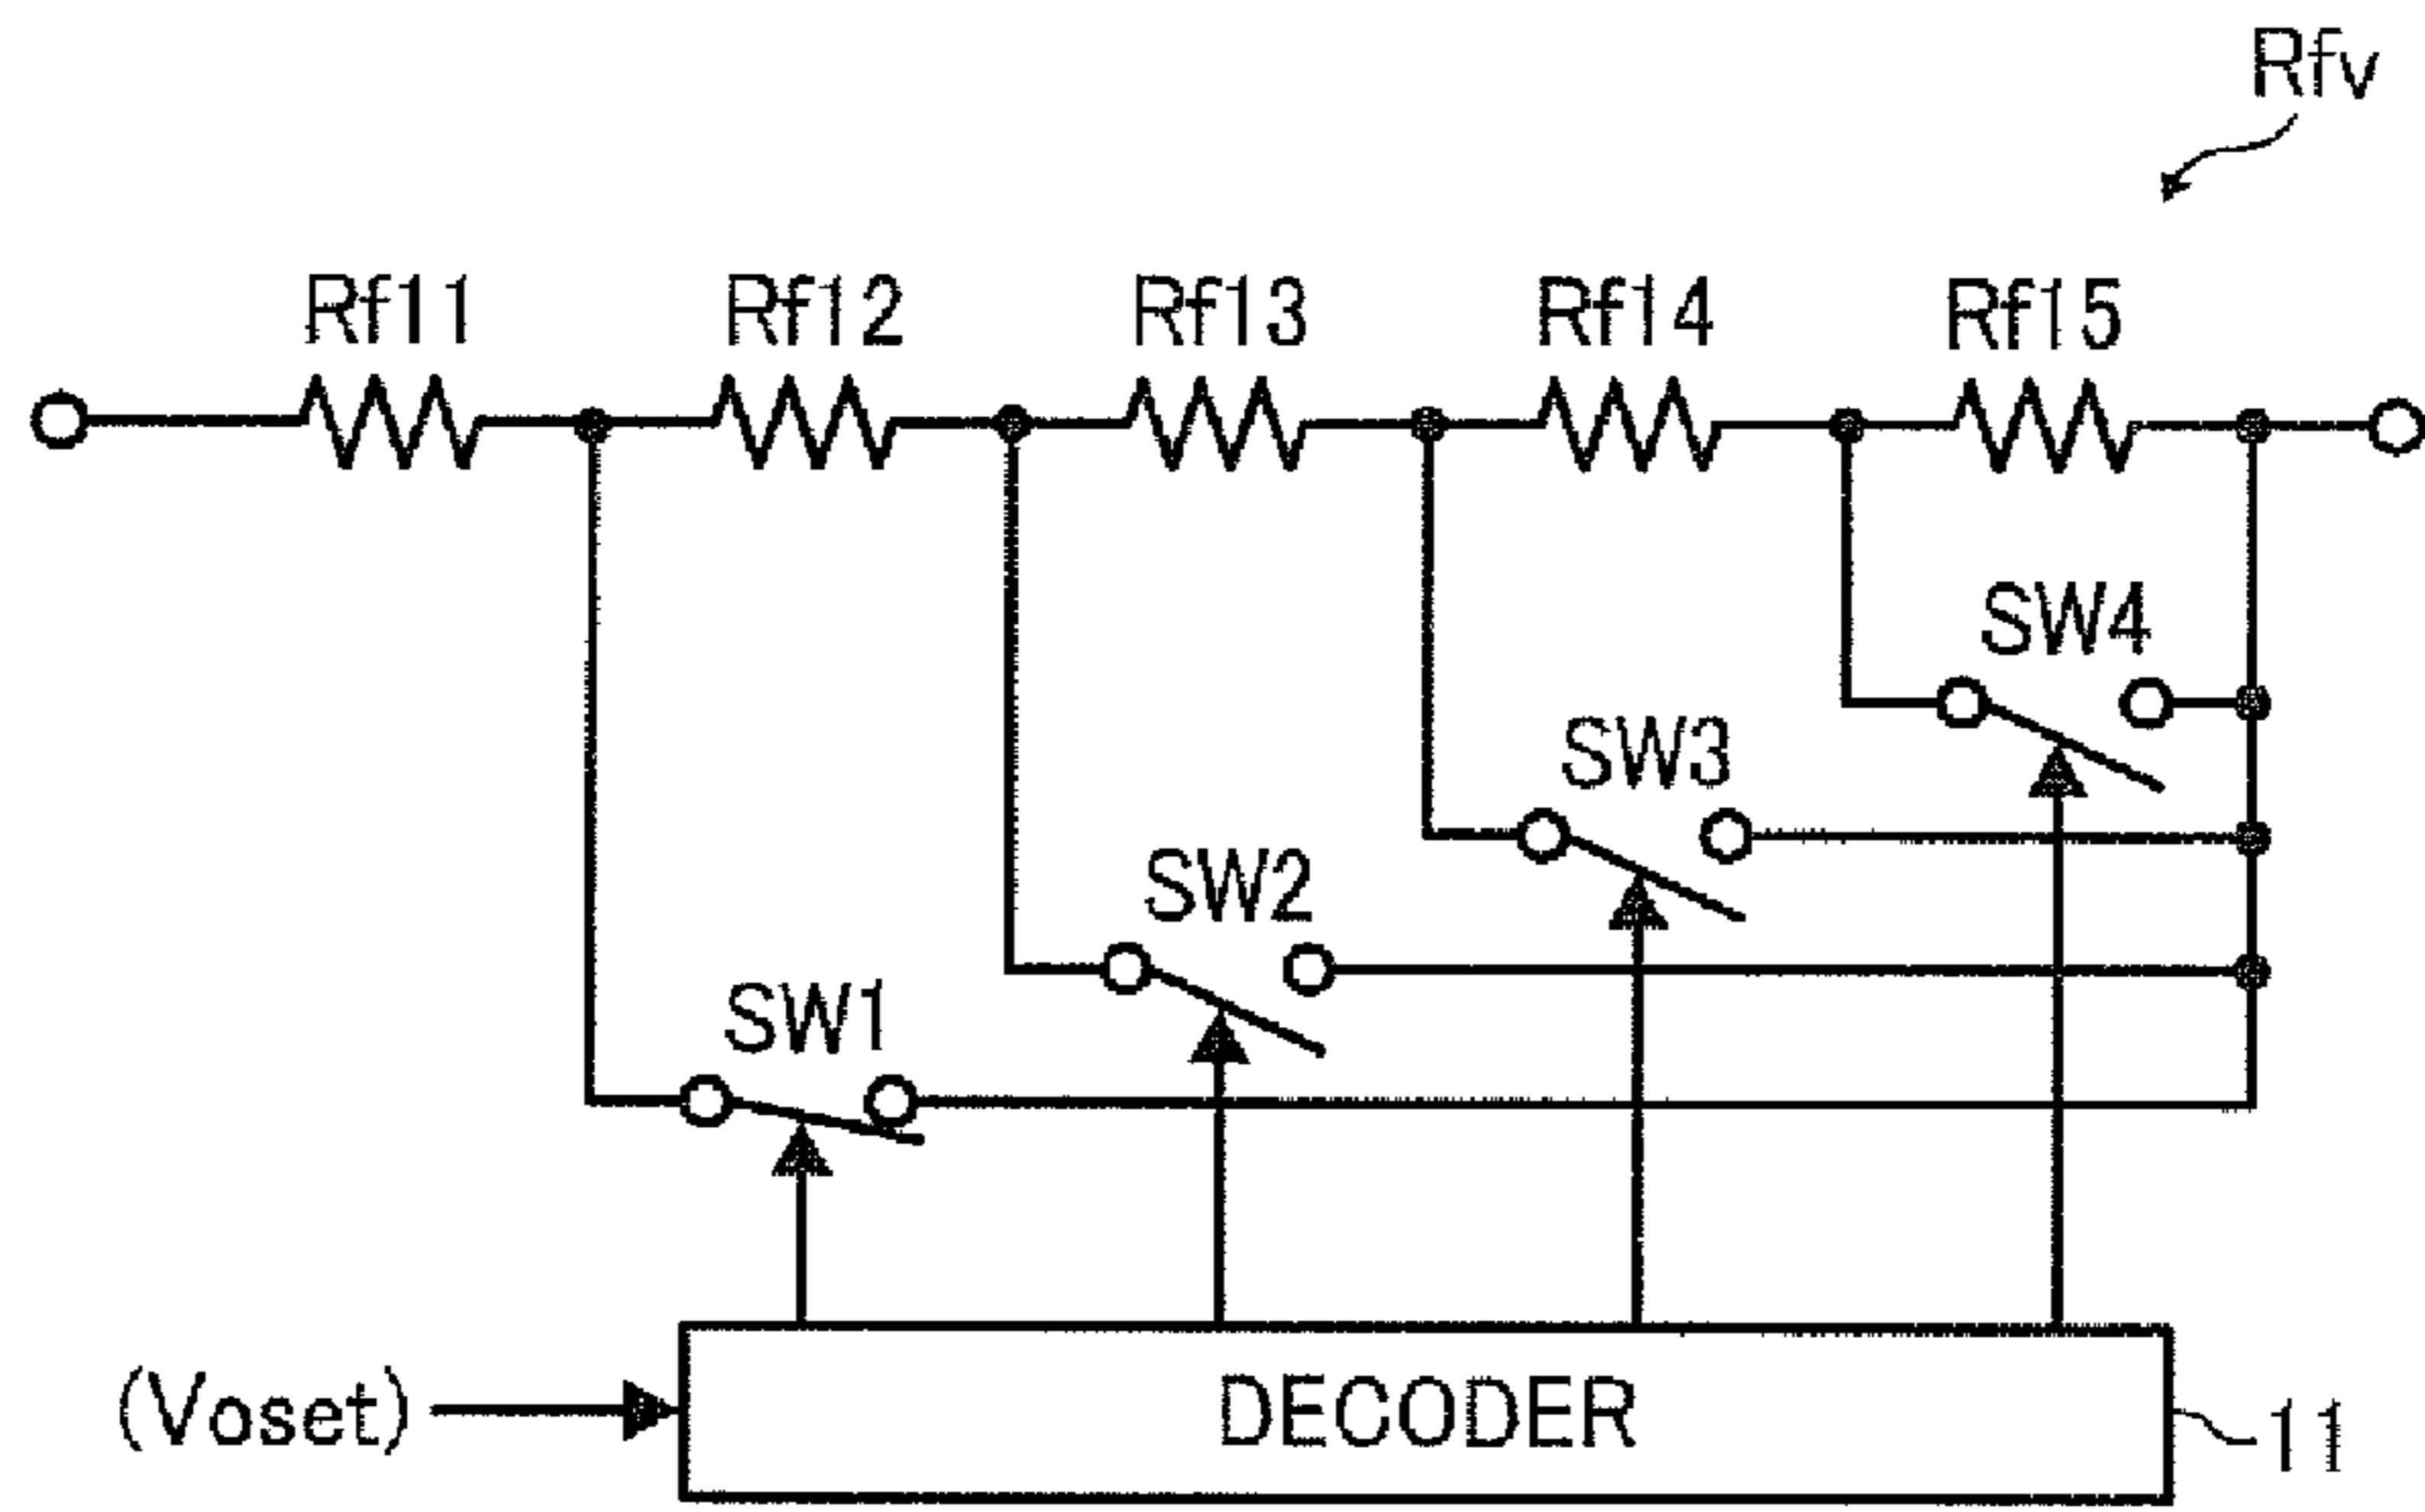 Rfv
Rf11 Rf12 Rf13 Rf14 Rf15
SW4
SW3
SW2
SW1
(Voset) DECODER 11